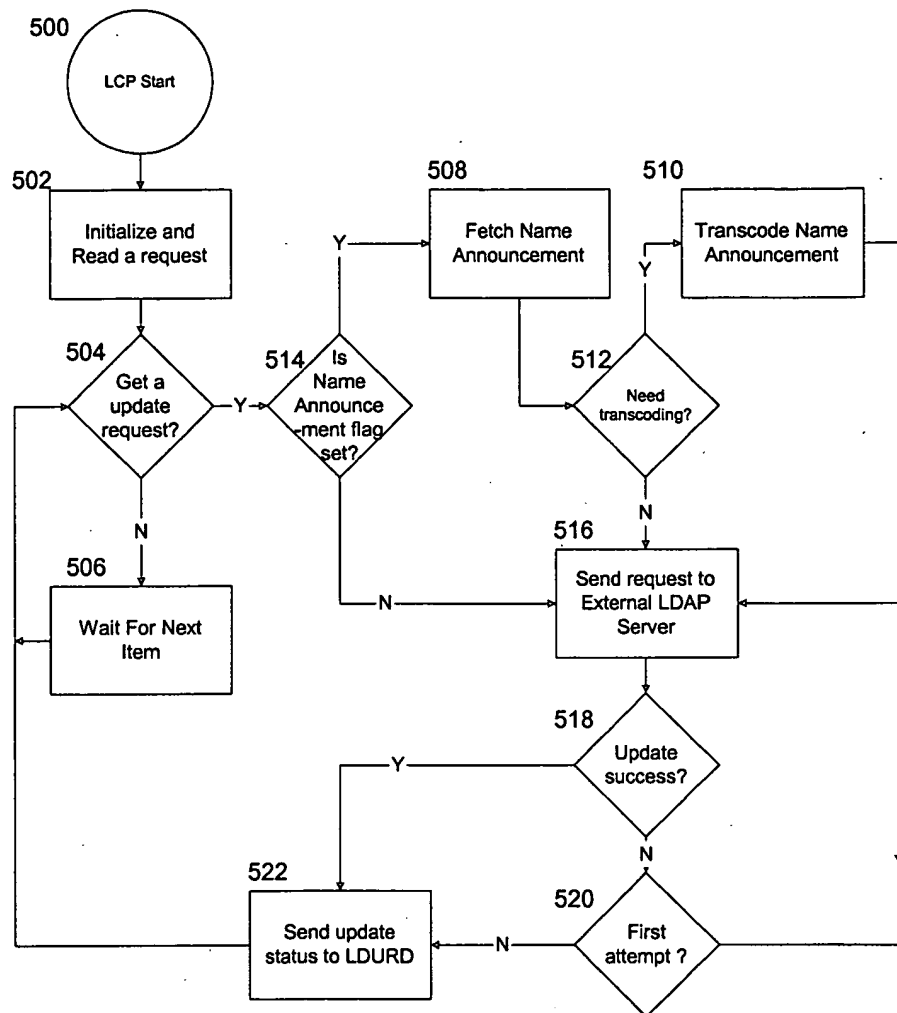 500
LCP Start
502
Initialize and
Read a request
504
Get a
update
request?
Y
N
506
Wait For Next
Item
514
Is
Name
Announce
-ment flag
set?
Y
N
508
Fetch Name
Announcement
510
Transcode Name
Announcement
512
Need
transcoding?
Y
N
516
Send request to
External LDAP
Server
518
Update
success?
Y
N
520
First
attempt ?
N
522
Send update
status to LDURD